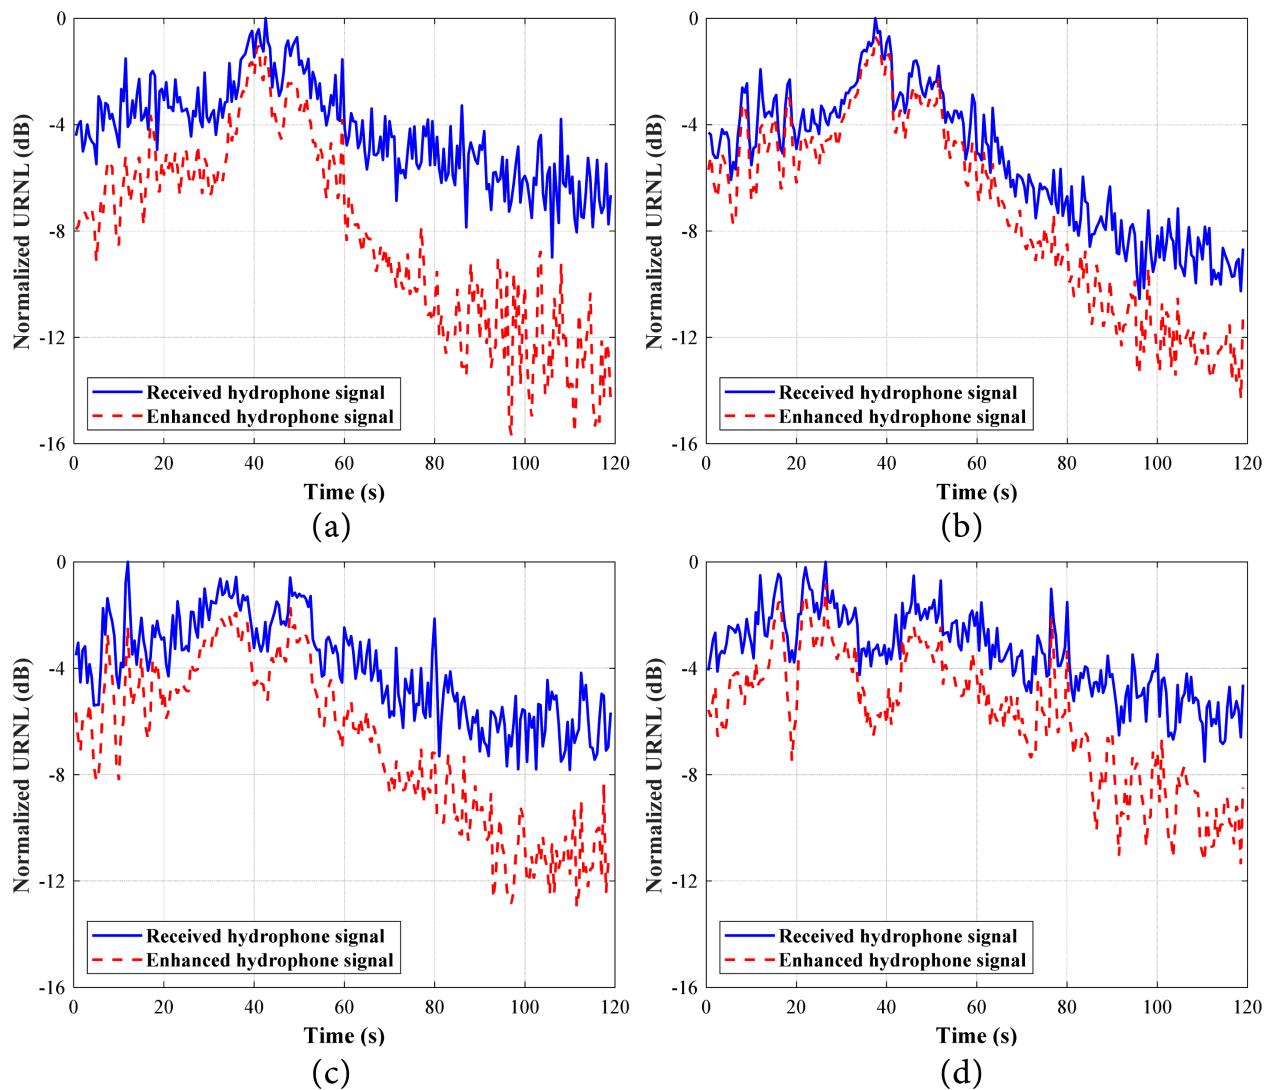 0
-4
-8
-12
-16
Normalized URNL (dB)
Received hydrophone signal
Enhanced hydrophone signal
0 20 40 60 80 100 120
Time (s)
(a)
0
-4
-8
-12
-16
Normalized URNL (dB)
Received hydrophone signal
Enhanced hydrophone signal
0 20 40 60 80 100 120
Time (s)
(b)
0
-4
-8
-12
-16
Normalized URNL (dB)
Received hydrophone signal
Enhanced hydrophone signal
0 20 40 60 80 100 120
Time (s)
(c)
0
-4
-8
-12
-16
Normalized URNL (dB)
Received hydrophone signal
Enhanced hydrophone signal
0 20 40 60 80 100 120
Time (s)
(d)